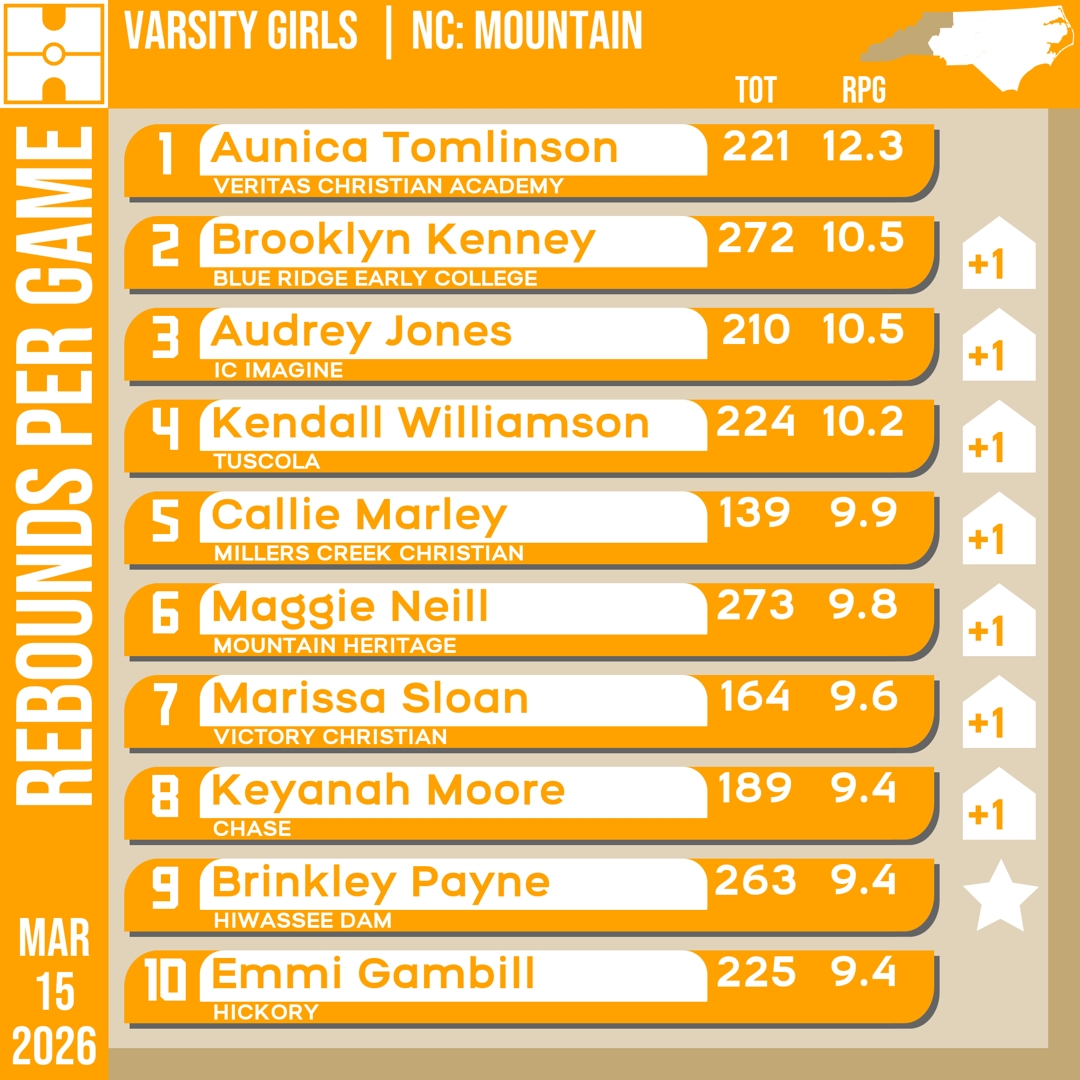 VARSITY GIRLS | NC: MOUNTAIN
TOT RPG
REBOUNDS PER GAME
1 Aunica Tomlinson 221 12.3
VERITAS CHRISTIAN ACADEMY
2 Brooklyn Kenney 272 10.5 +1
BLUE RIDGE EARLY COLLEGE
3 Audrey Jones 210 10.5 +1
IC IMAGINE
4 Kendall Williamson 224 10.2 +1
TUSCOLA
5 Callie Marley 139 9.9 +1
MILLERS CREEK CHRISTIAN
6 Maggie Neill 273 9.8 +1
MOUNTAIN HERITAGE
7 Marissa Sloan 164 9.6 +1
VICTORY CHRISTIAN
8 Keyanah Moore 189 9.4 +1
CHASE
9 Brinkley Payne 263 9.4
HIWASSEE DAM
10 Emmi Gambill 225 9.4
HICKORY
MAR
15
2026